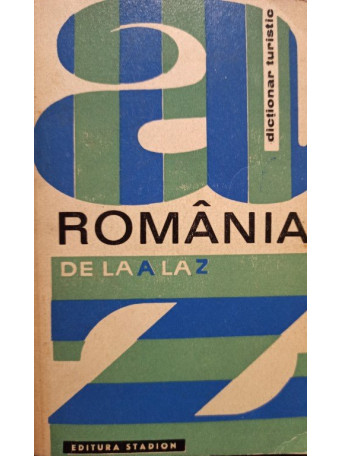 a
dicționar turistic
ROMÂNIA
DE LA A LA Z
z
EDITURA STADION